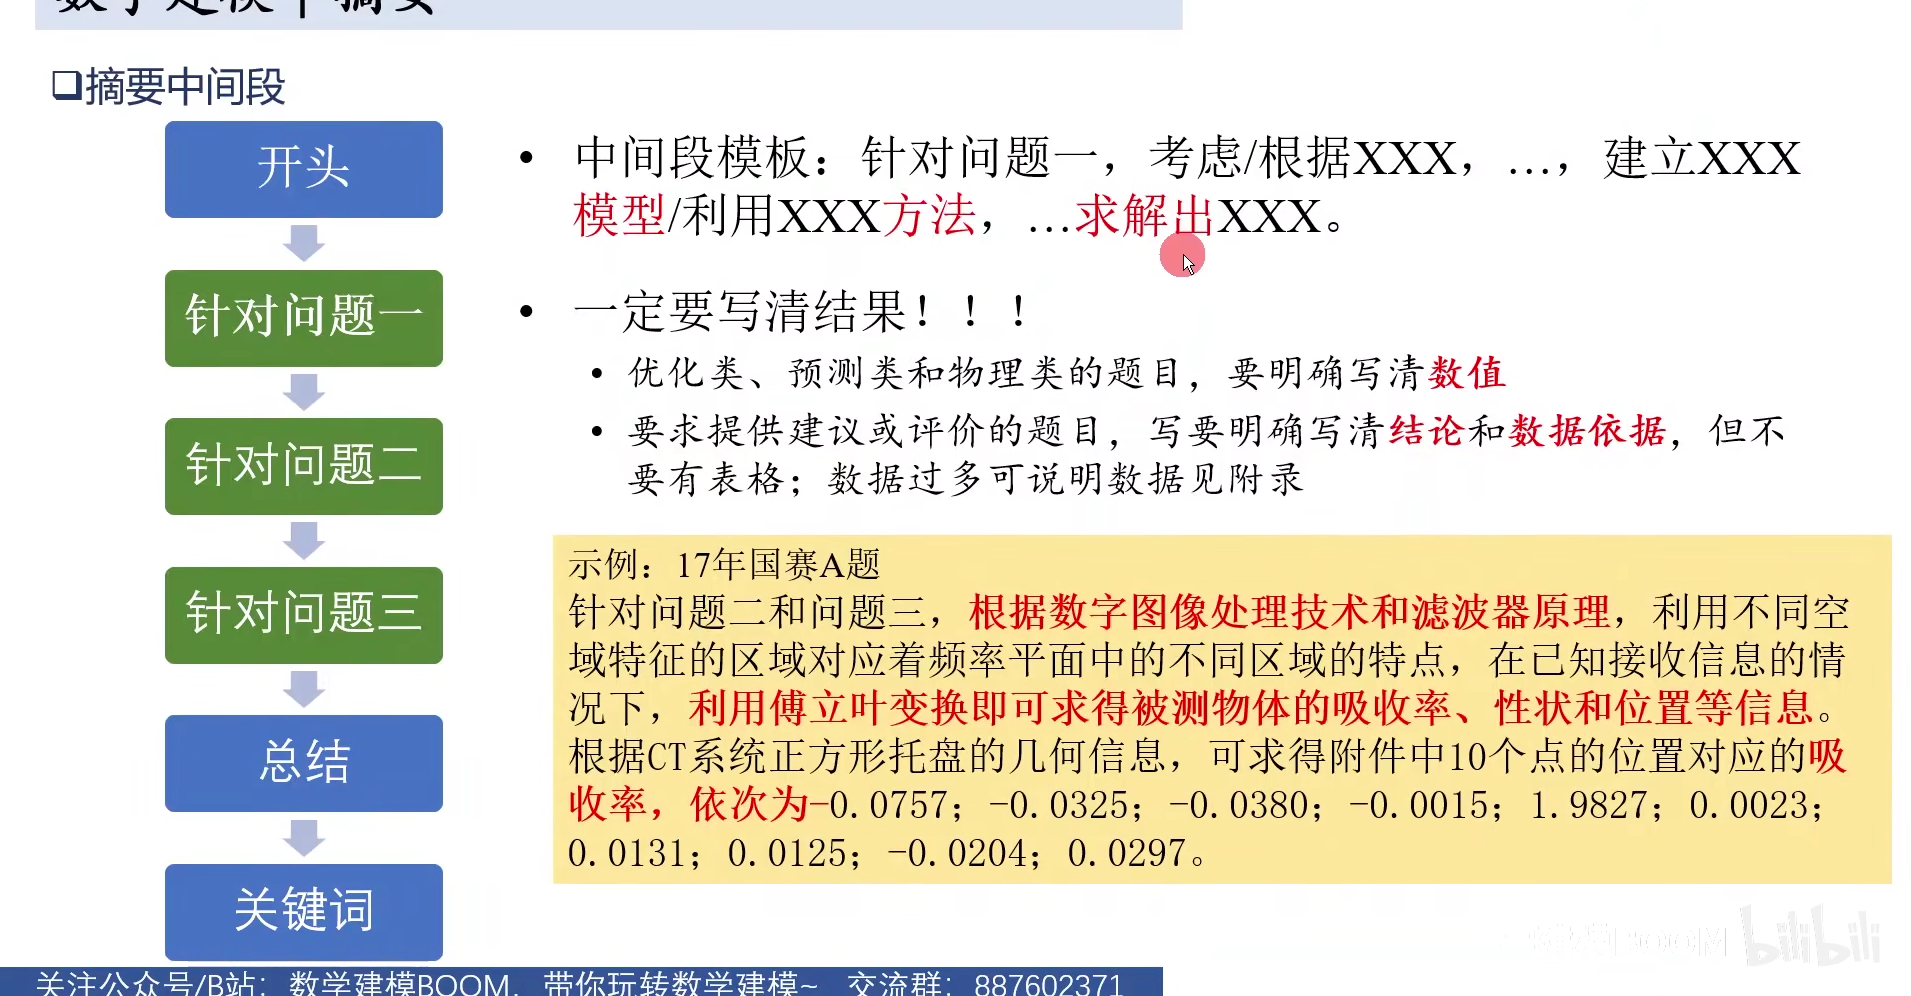 数学建模中摘要
❑摘要中间段
开头
针对问题一
针对问题二
针对问题三
总结
关键词
• 中间段模板：针对问题一，考虑/根据XXX，…，建立XXX
模型/利用XXX方法，…求解出XXX。
• 一定要写清结果！！！
• 优化类、预测类和物理类的题目，要明确写清数值
• 要求提供建议或评价的题目，写要明确写清结论和数据依据，但不
要有表格；数据过多可说明数据见附录
示例：17年国赛A题
针对问题二和问题三，根据数字图像处理技术和滤波器原理，利用不同空
域特征的区域对应着频率平面中的不同区域的特点，在已知接收信息的情
况下，利用傅立叶变换即可求得被测物体的吸收率、性状和位置等信息。
根据CT系统正方形托盘的几何信息，可求得附件中10个点的位置对应的吸
收率，依次为-0.0757；-0.0325；-0.0380；-0.0015；1.9827；0.0023；
0.0131；0.0125；-0.0204；0.0297。
bilibili
关注公众号/B站：数学建模BOOM，带你玩转数学建模~ 交流群：887602371